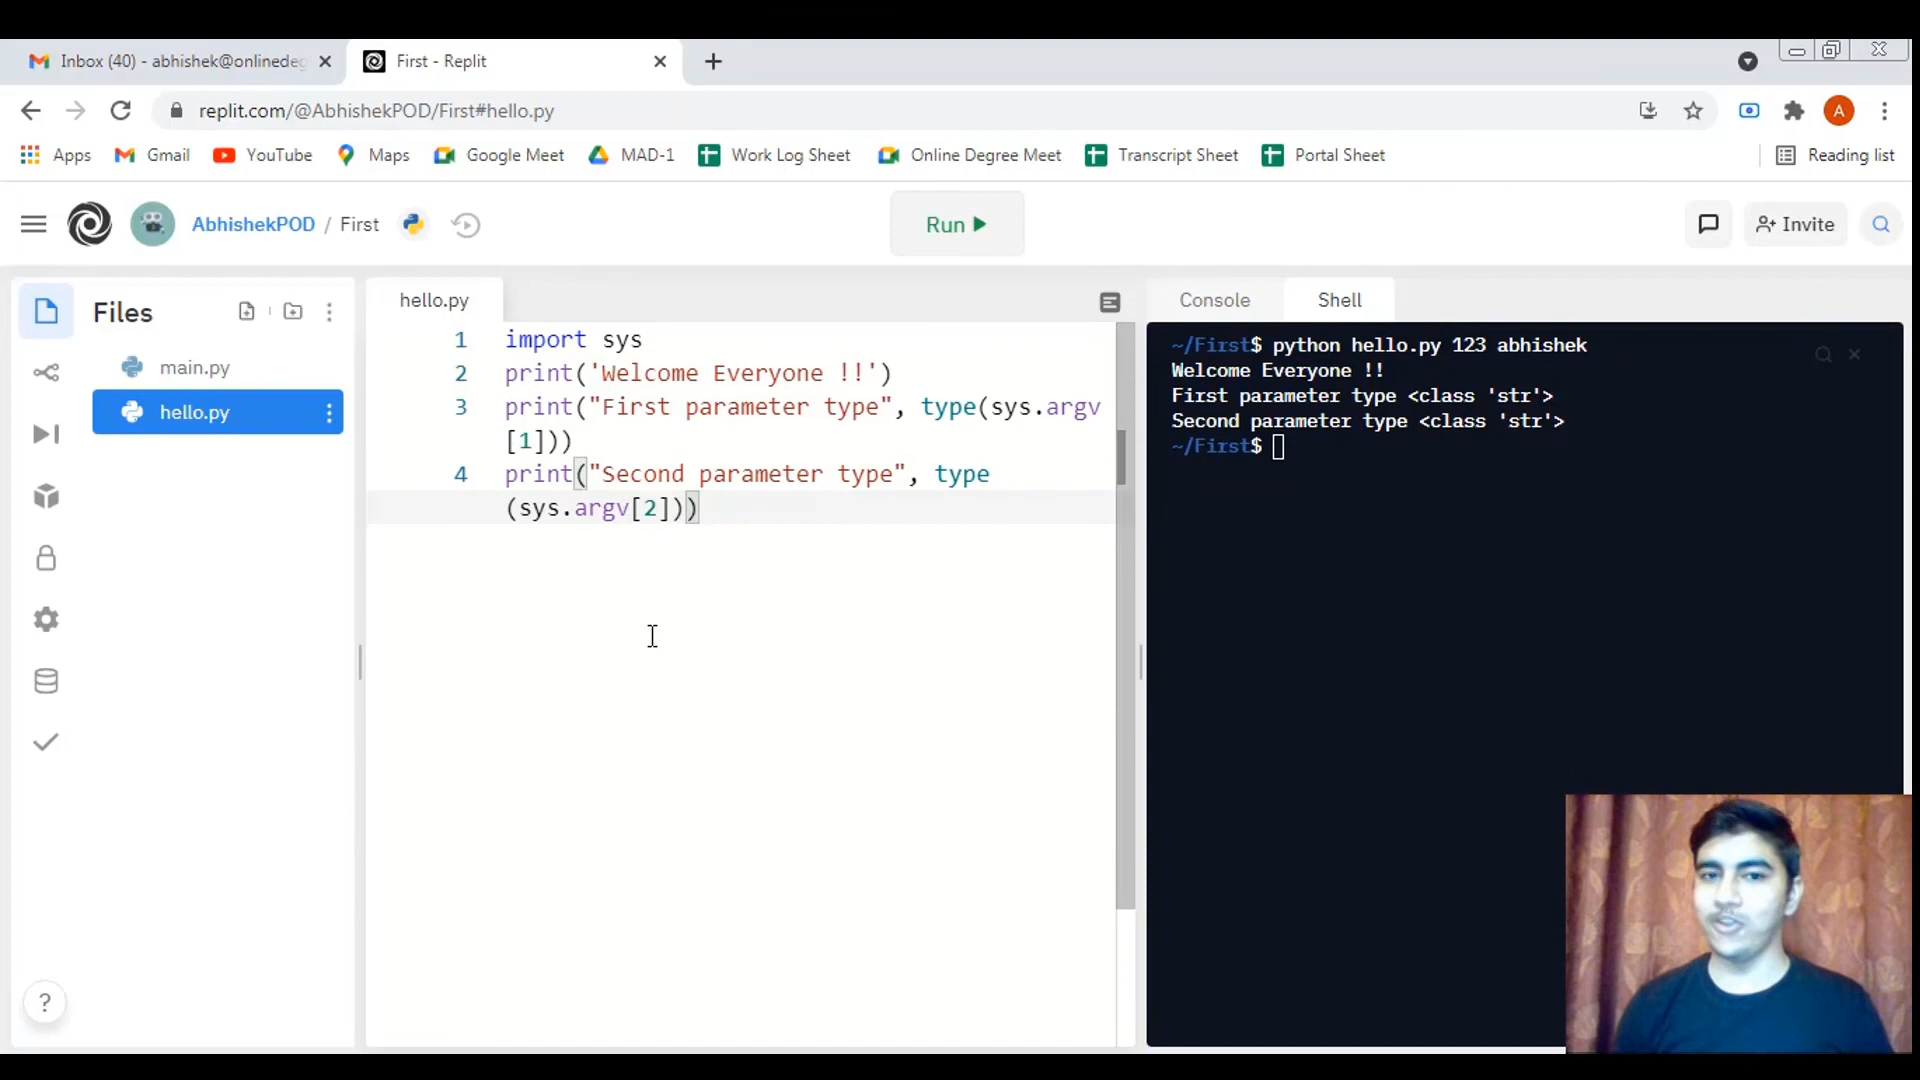 Inbox (40) - abhishek@onlinedeg
First - Replit
replit.com/@AbhishekPOD/First#hello.py
A
Apps
Gmail
YouTube
Maps
Google Meet
MAD-1
Work Log Sheet
Online Degree Meet
Transcript Sheet
Portal Sheet
Reading list
AbhishekPOD / First
Run
Invite
Files
main.py
hello.py
hello.py
1 import sys
2 print('Welcome Everyone !!')
3 print("First parameter type", type(sys.argv
[1]))
4 print("Second parameter type", type
(sys.argv[2]))
Console
Shell
~/First$ python hello.py 123 abhishek
Welcome Everyone !!
First parameter type <class 'str'>
Second parameter type <class 'str'>
~/First$
?